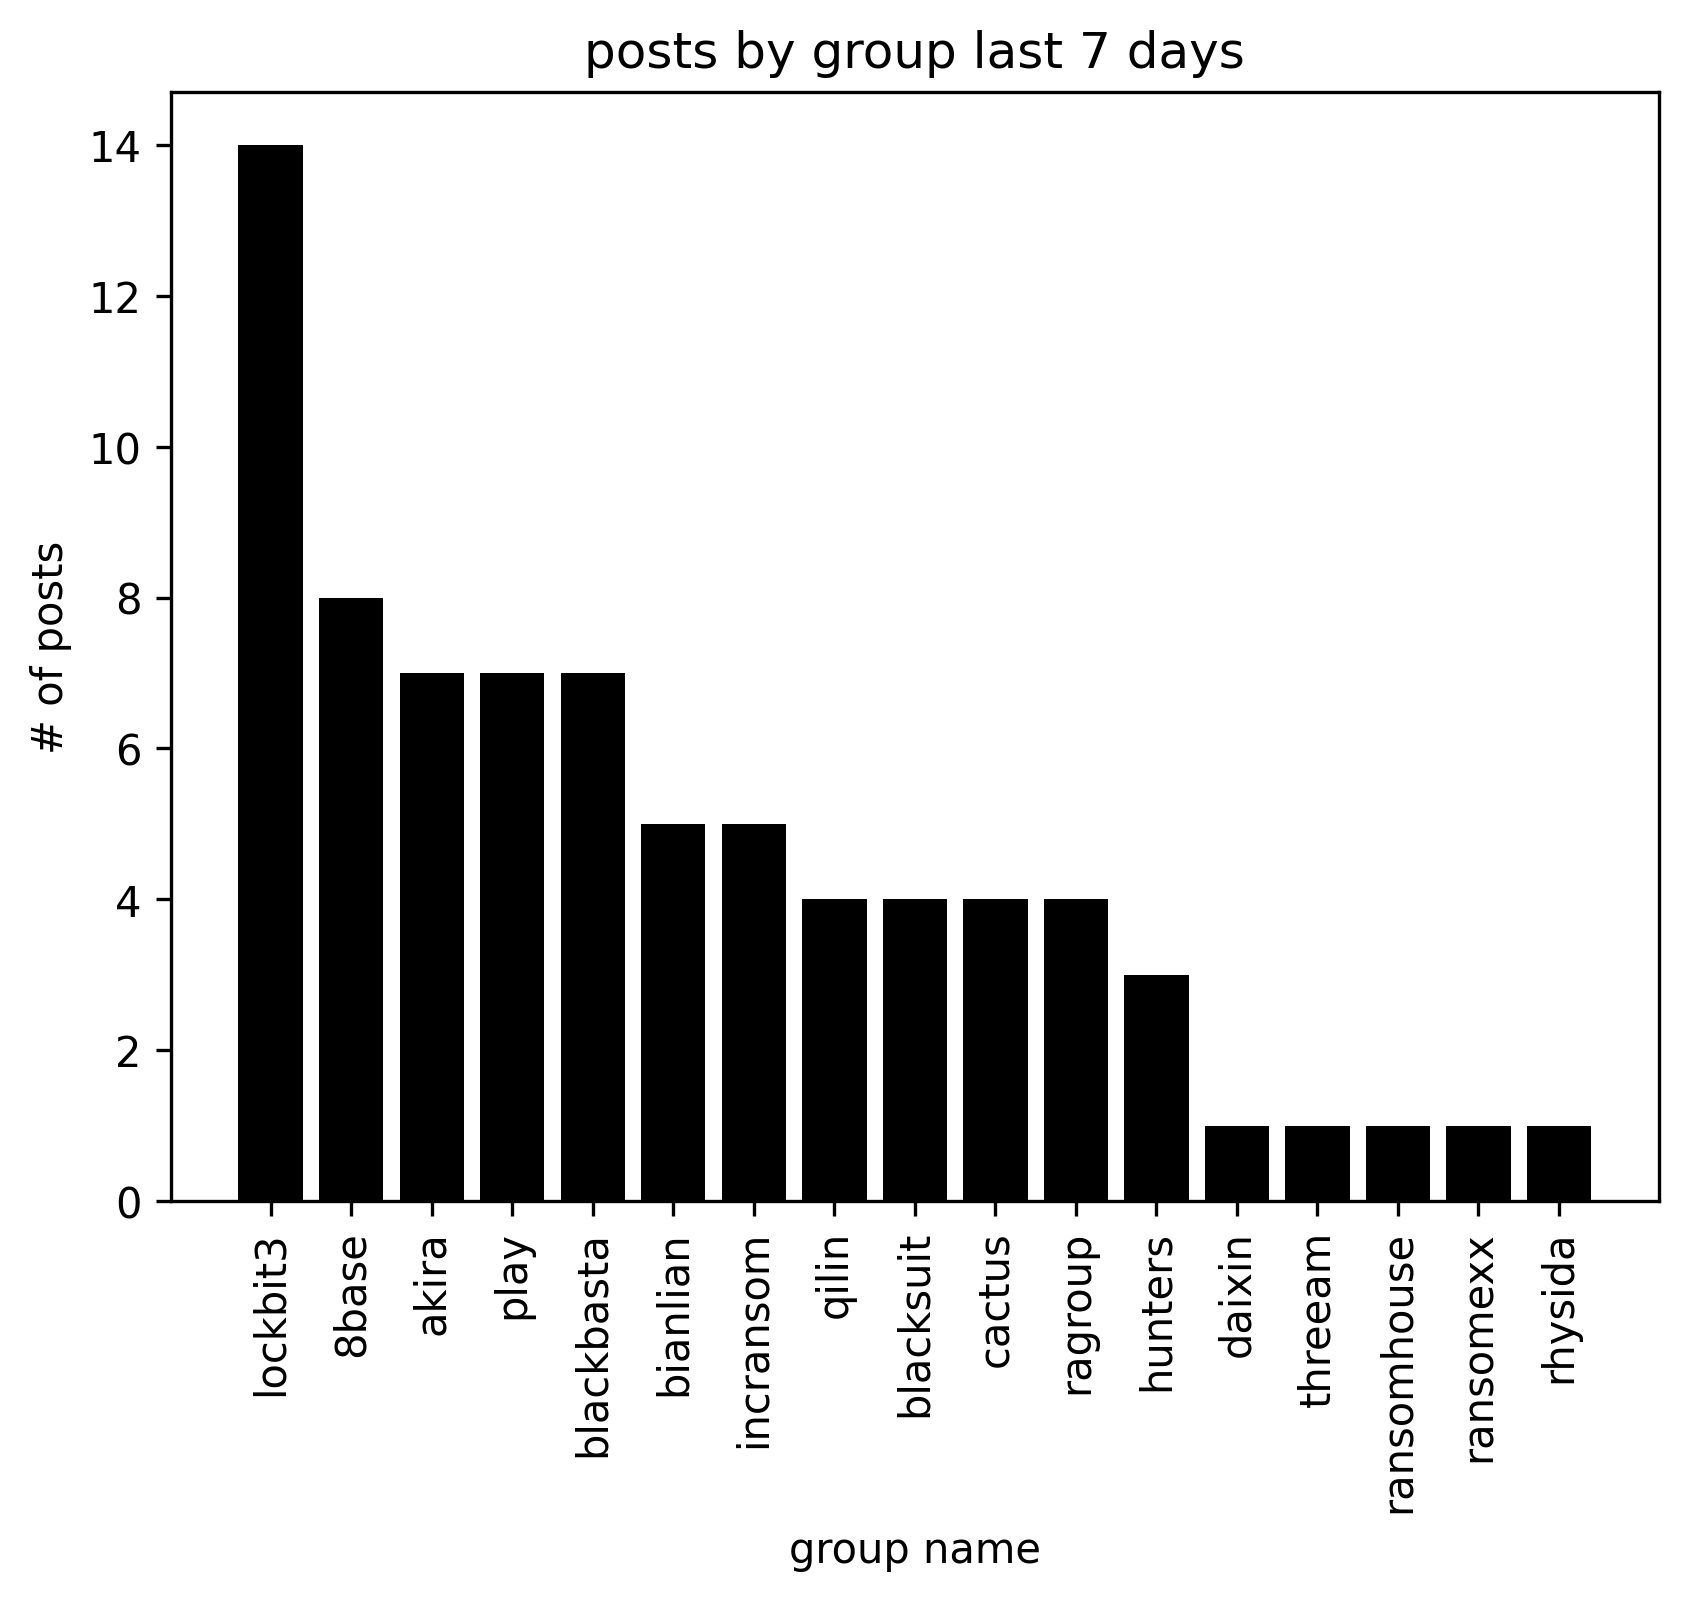 posts by group last 7 days
# of posts
14
12
10
8
6
4
2
0
lockbit3
8base
akira
play
blackbasta
bianlian
incransom
qilin
blacksuit
cactus
ragroup
hunters
daixin
threeam
ransomhouse
ransomexx
rhysida
group name